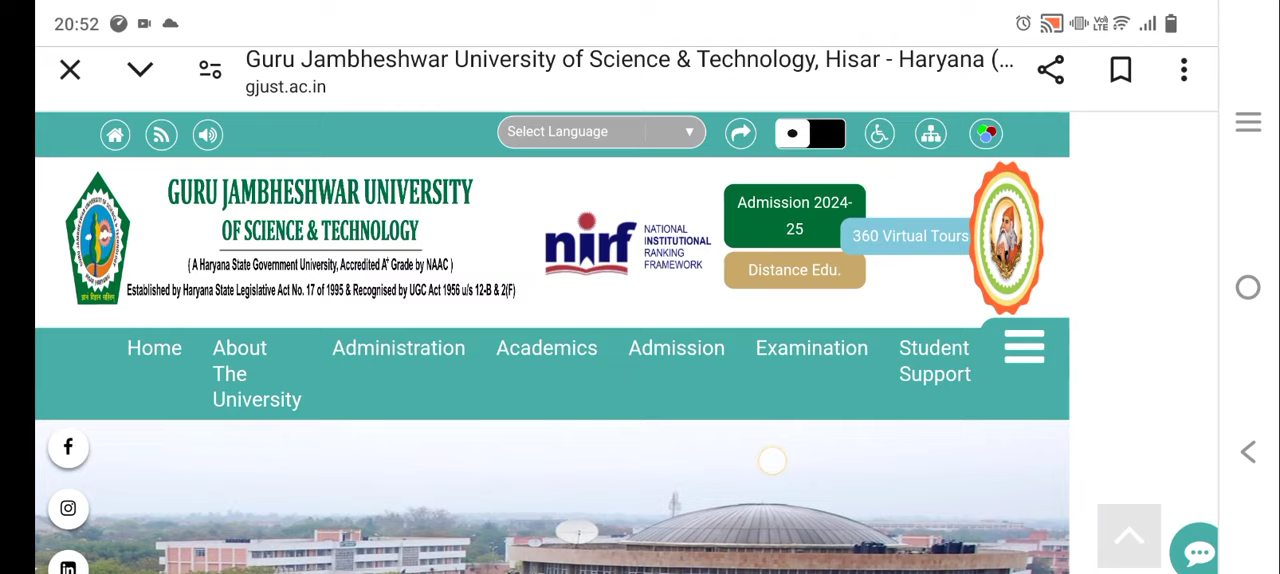 20:52
Vo)) LTE
Guru Jambheshwar University of Science & Technology, Hisar - Haryana (...
gjust.ac.in
Select Language
GURU JAMBHESHWAR UNIVERSITY
OF SCIENCE & TECHNOLOGY
( A Haryana State Government University, Accredited A+ Grade by NAAC )
Established by Haryana State Legislative Act No. 17 of 1995 & Recognised by UGC Act 1956 u/s 12-B & 2(F)
nirf
NATIONAL
INSTITUTIONAL
RANKING
FRAMEWORK
Admission 2024-
25
360 Virtual Tours
Distance Edu.
Home
About
The
University
Administration
Academics
Admission
Examination
Student
Support